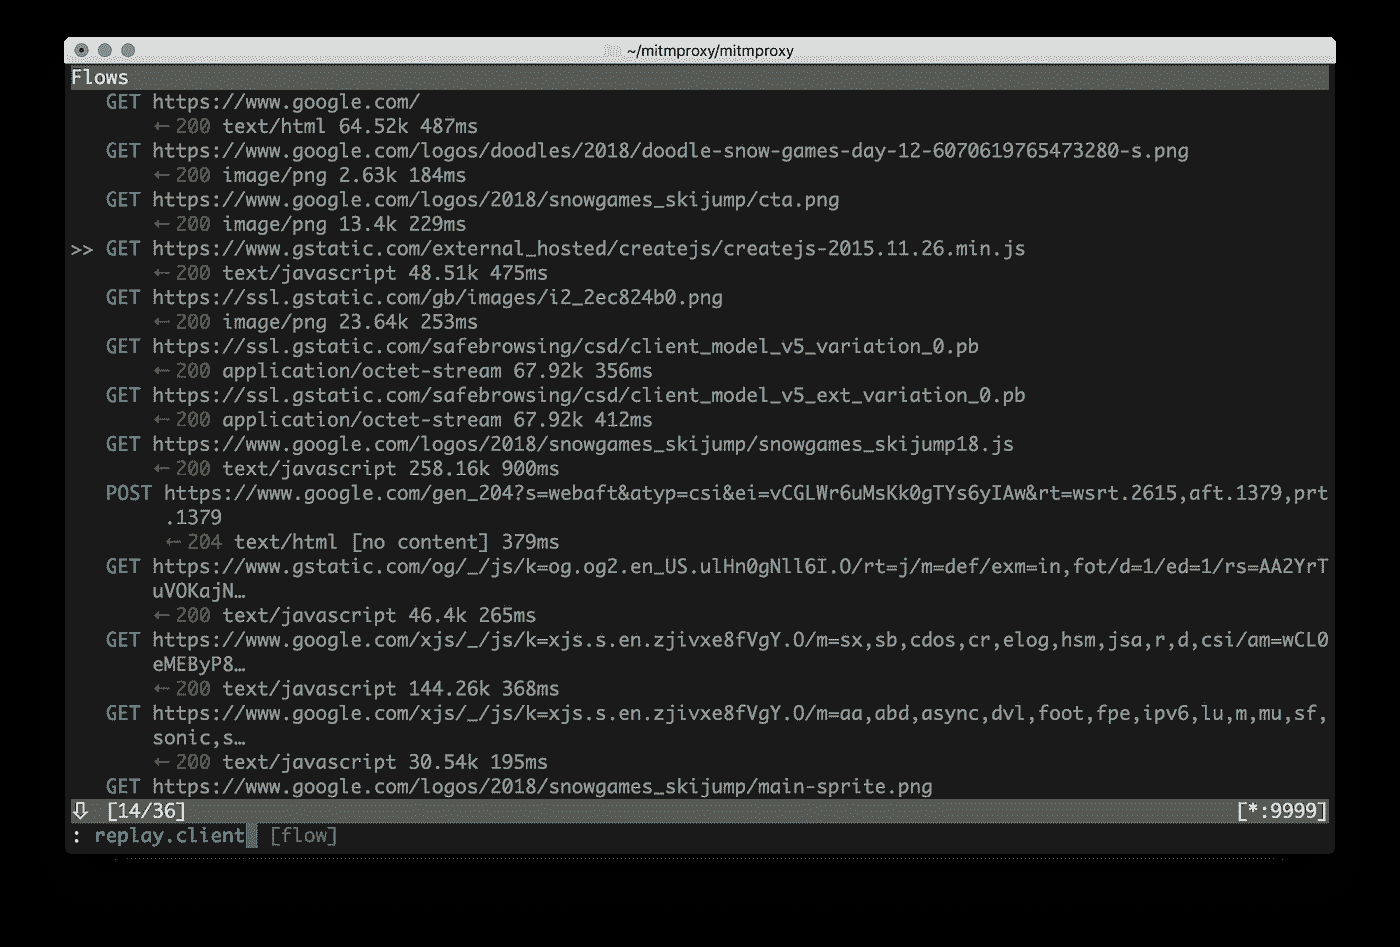 ~/mitmproxy/mitmproxy
Flows
GET https://www.google.com/
← 200 text/html 64.52k 487ms
GET https://www.google.com/logos/doodles/2018/doodle-snow-games-day-12-6070619765473280-s.png
← 200 image/png 2.63k 184ms
GET https://www.google.com/logos/2018/snowgames_skijump/cta.png
← 200 image/png 13.4k 229ms
>> GET https://www.gstatic.com/external_hosted/createjs/createjs-2015.11.26.min.js
← 200 text/javascript 48.51k 475ms
GET https://ssl.gstatic.com/gb/images/i2_2ec824b0.png
← 200 image/png 23.64k 253ms
GET https://ssl.gstatic.com/safebrowsing/csd/client_model_v5_variation_0.pb
← 200 application/octet-stream 67.92k 356ms
GET https://ssl.gstatic.com/safebrowsing/csd/client_model_v5_ext_variation_0.pb
← 200 application/octet-stream 67.92k 412ms
GET https://www.google.com/logos/2018/snowgames_skijump/snowgames_skijump18.js
← 200 text/javascript 258.16k 900ms
POST https://www.google.com/gen_204?s=webaft&atyp=csi&ei=vCGLWr6uMsKk0gTYs6yIAw&rt=wsrt.2615,aft.1379,prt
.1379
← 204 text/html [no content] 379ms
GET https://www.gstatic.com/og/_/js/k=og.og2.en_US.ulHn0gNll6I.O/rt=j/m=def/exm=in,fot/d=1/ed=1/rs=AA2YrT
uVOKajN…
← 200 text/javascript 46.4k 265ms
GET https://www.google.com/xjs/_/js/k=xjs.s.en.zjivxe8fVgY.O/m=sx,sb,cdos,cr,elog,hsm,jsa,r,d,csi/am=wCL0
eMEByP8…
← 200 text/javascript 144.26k 368ms
GET https://www.google.com/xjs/_/js/k=xjs.s.en.zjivxe8fVgY.O/m=aa,abd,async,dvl,foot,fpe,ipv6,lu,m,mu,sf,
sonic,s…
← 200 text/javascript 30.54k 195ms
GET https://www.google.com/logos/2018/snowgames_skijump/main-sprite.png
⇩ [14/36] [*:9999]
: replay.client [flow]